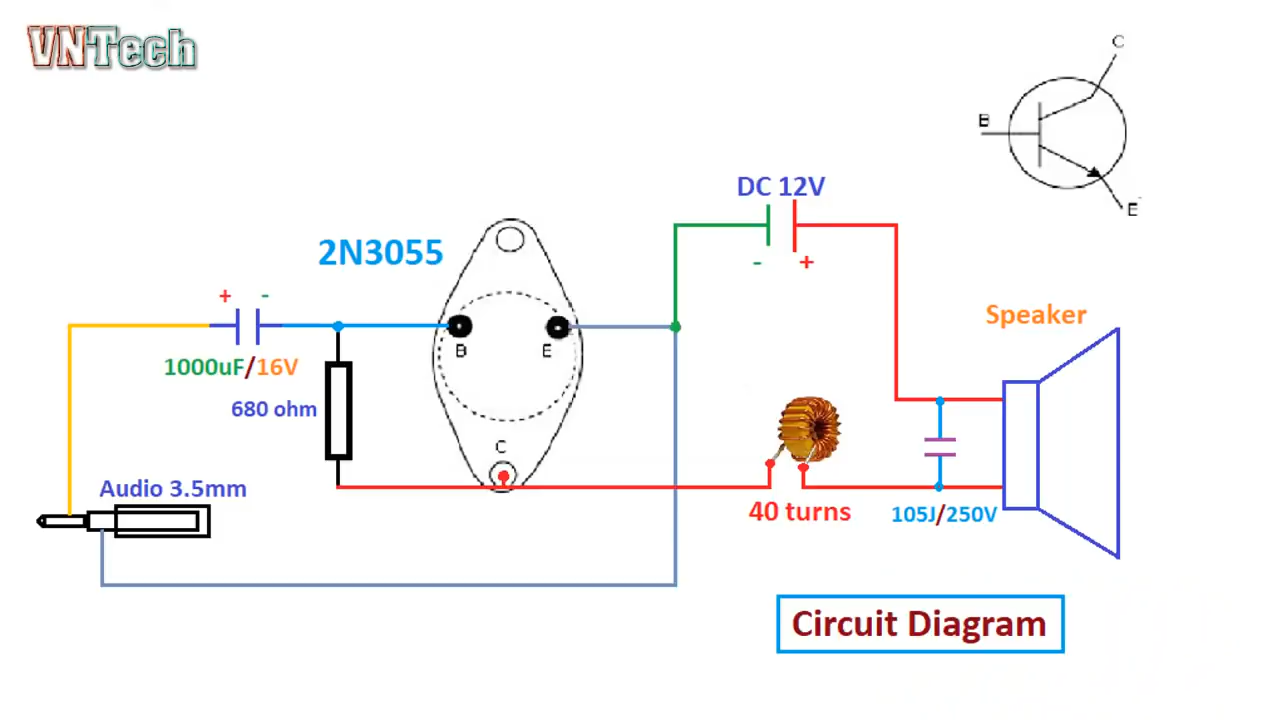 VNTech
C
B
E
DC 12V
- +
2N3055
+ -
Speaker
1000uF/16V
B E
680 ohm
C
Audio 3.5mm
40 turns
105J/250V
Circuit Diagram